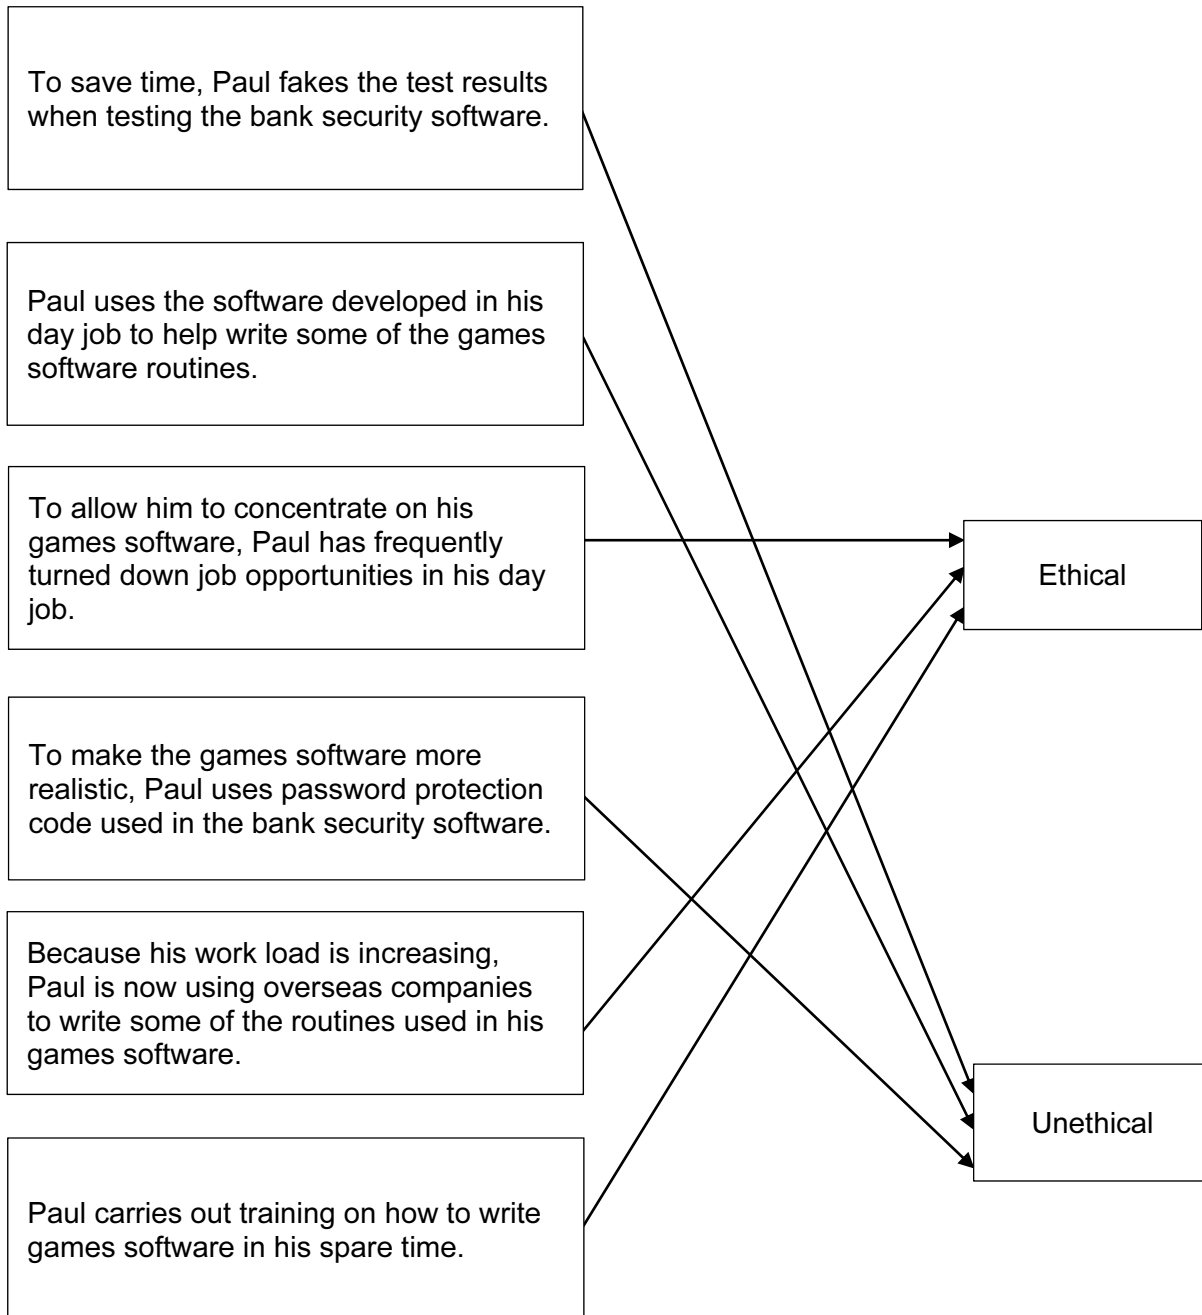 To save time, Paul fakes the test results
when testing the bank security software.
Paul uses the software developed in his
day job to help write some of the games
software routines.
To allow him to concentrate on his
games software, Paul has frequently
turned down job opportunities in his day
job.
Ethical
To make the games software more
realistic, Paul uses password protection
code used in the bank security software.
Because his work load is increasing,
Paul is now using overseas companies
to write some of the routines used in his
games software.
Unethical
Paul carries out training on how to write
games software in his spare time.